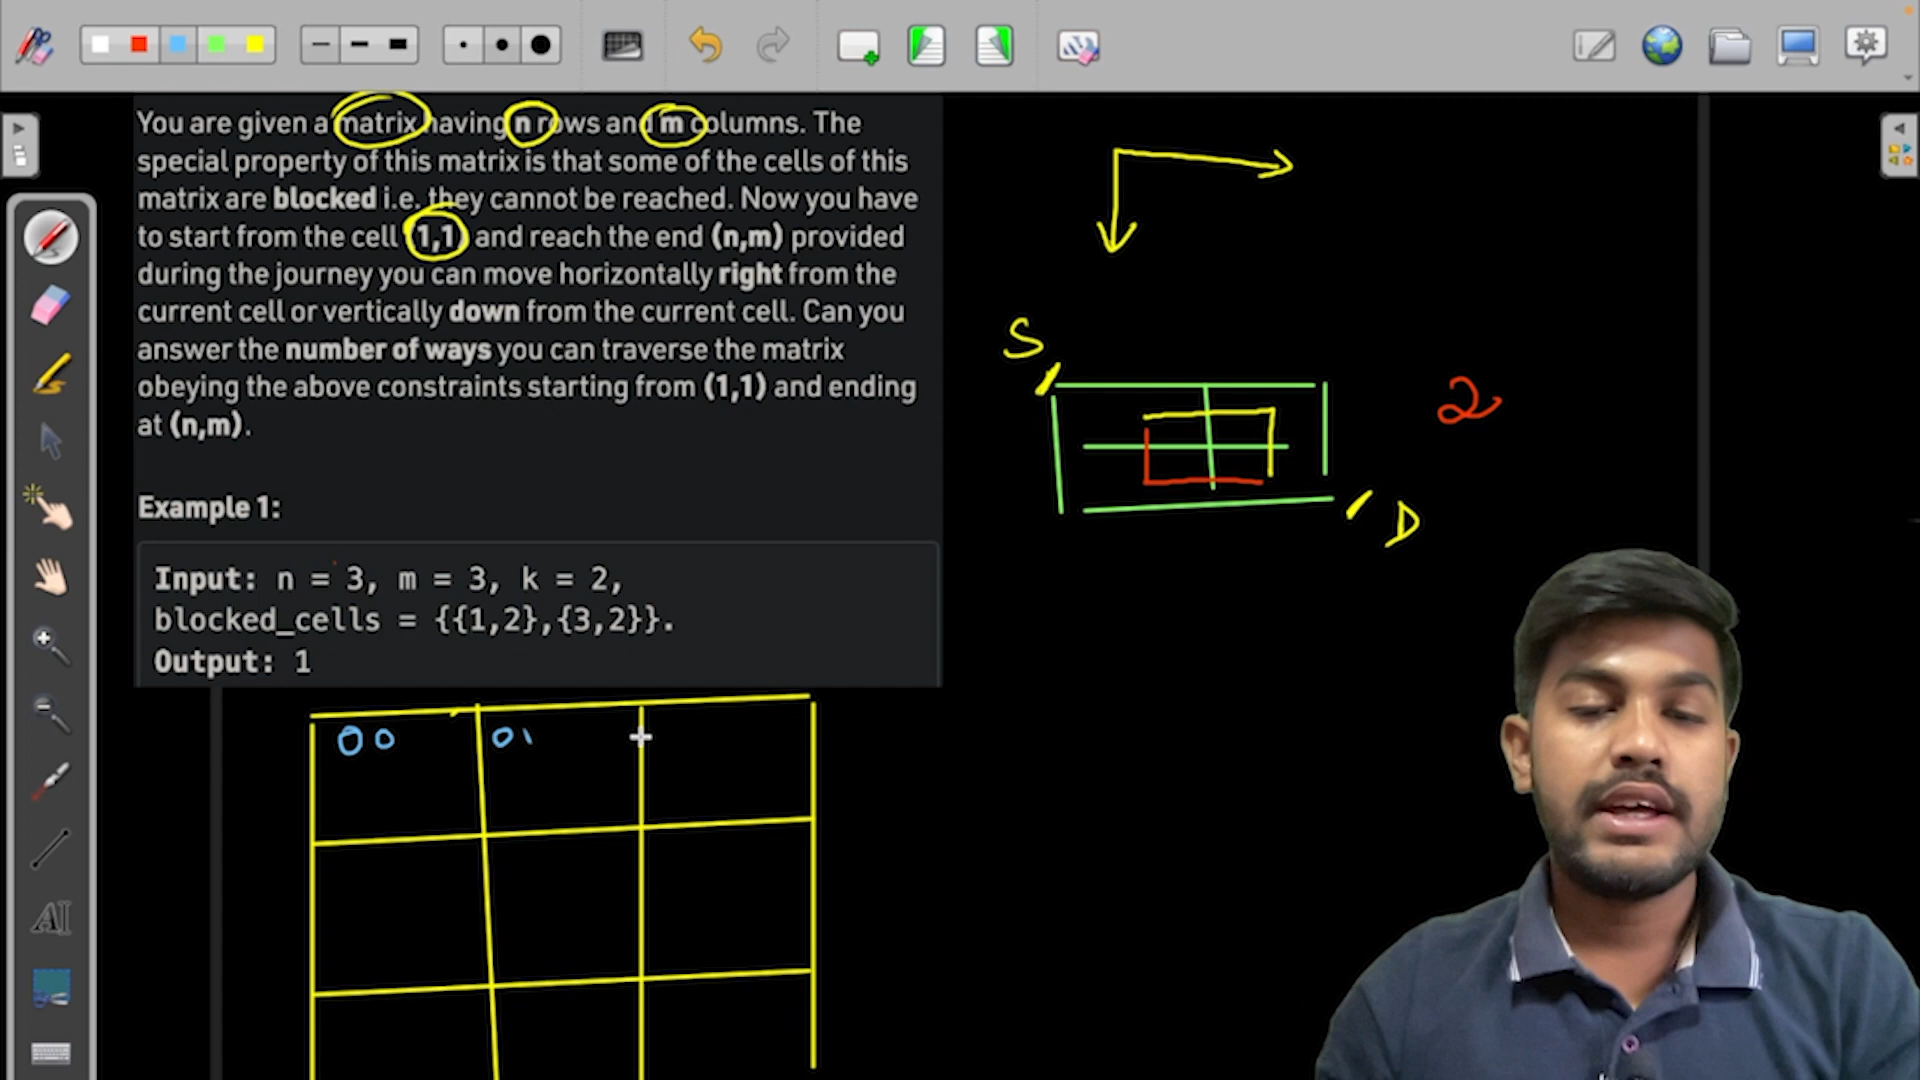 You are given a matrix having n rows and m columns. The
special property of this matrix is that some of the cells of this
matrix are blocked i.e. they cannot be reached. Now you have
to start from the cell (1,1) and reach the end (n,m) provided
during the journey you can move horizontally right from the
current cell or vertically down from the current cell. Can you
answer the number of ways you can traverse the matrix
obeying the above constraints starting from (1,1) and ending
at (n,m).
Example 1:
Input: n = 3, m = 3, k = 2,
blocked_cells = {{1,2},{3,2}}.
Output: 1
00 01
S
2
D
AI